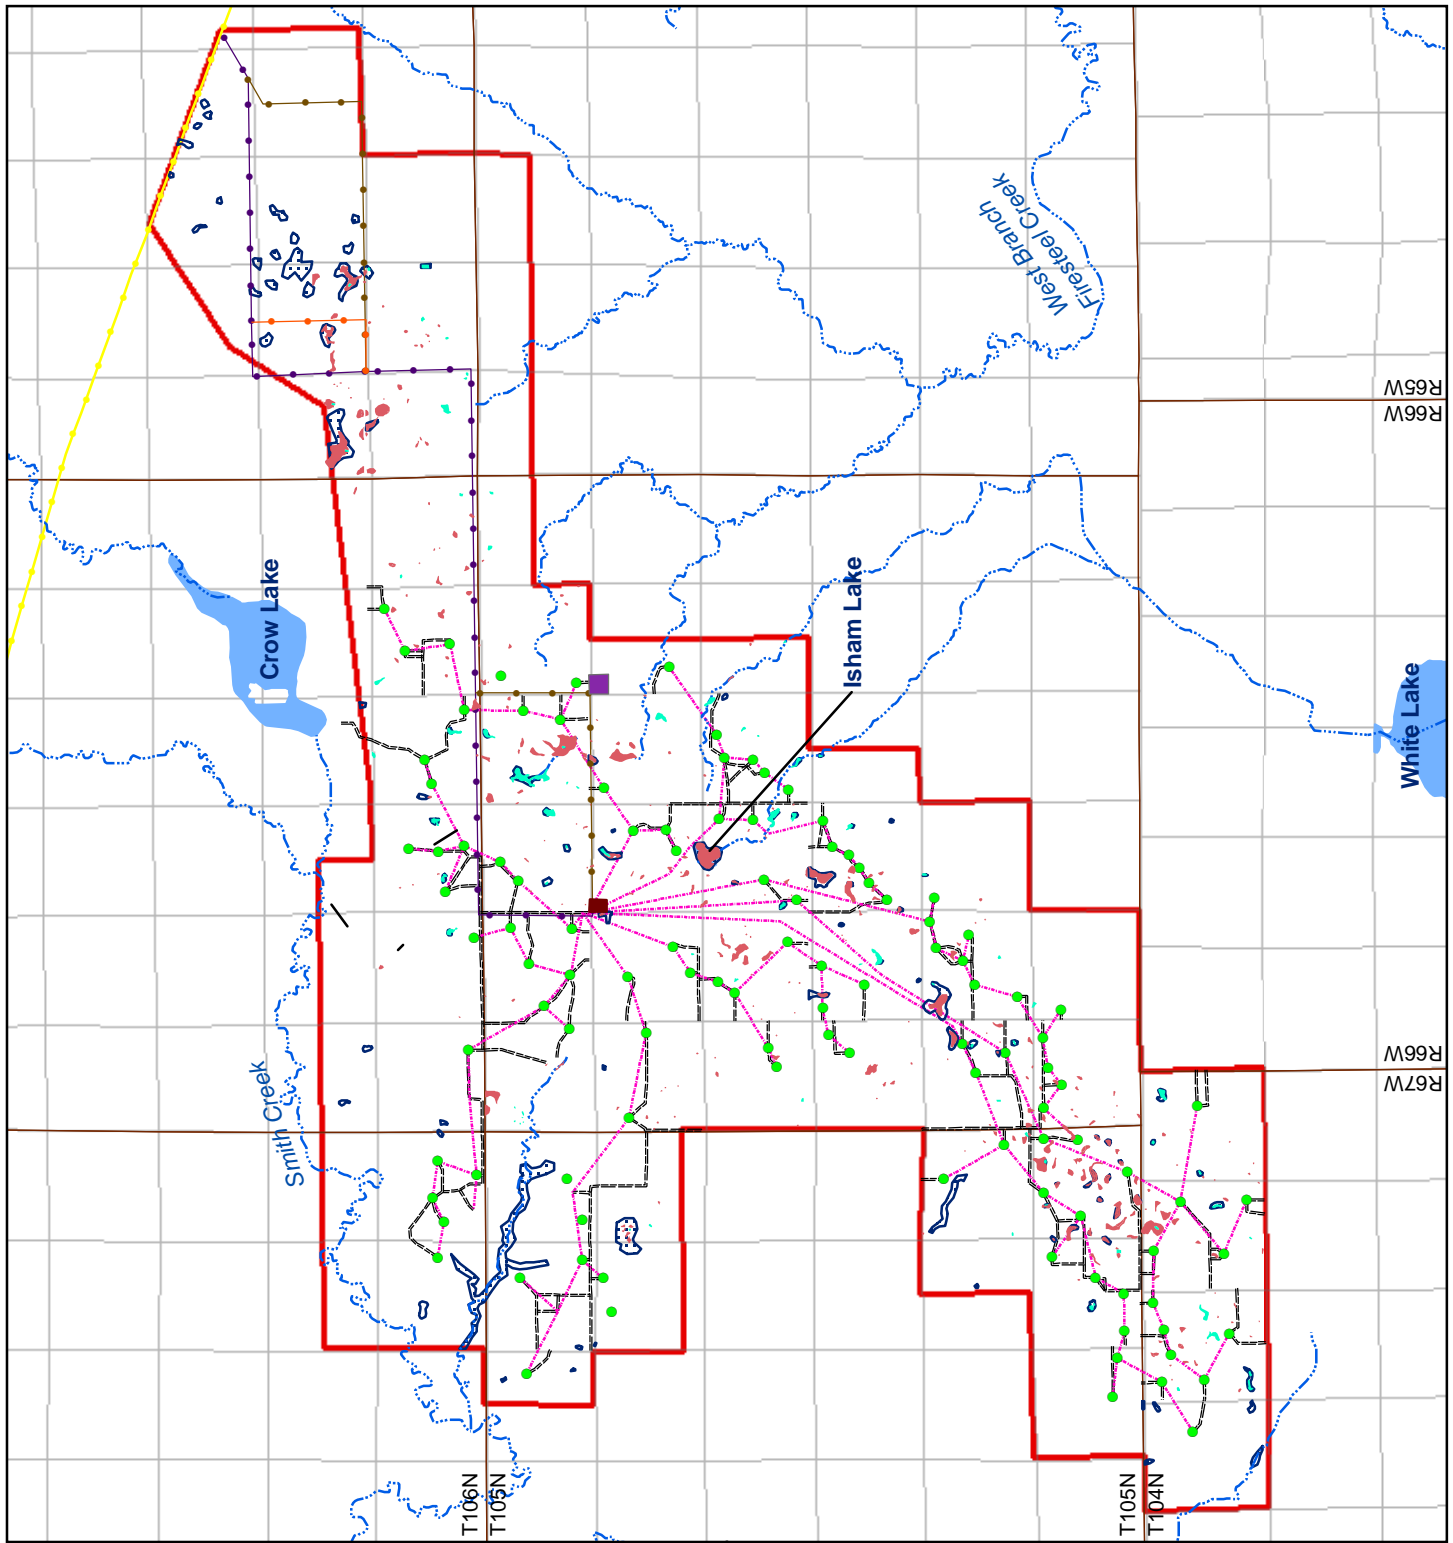 West Branch
Firesteel Creek
R65W
R66W
Crow Lake
Isham Lake
White Lake
R66W
R67W
Smith Creek
T106N
T105N
T105N
T104N